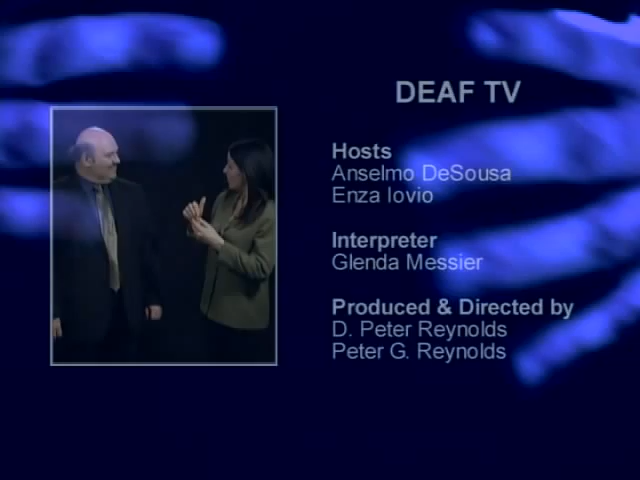 DEAF TV
Hosts
Anselmo DeSousa
Enza Iovio
Interpreter
Glenda Messier
Produced & Directed by
D. Peter Reynolds
Peter G. Reynolds